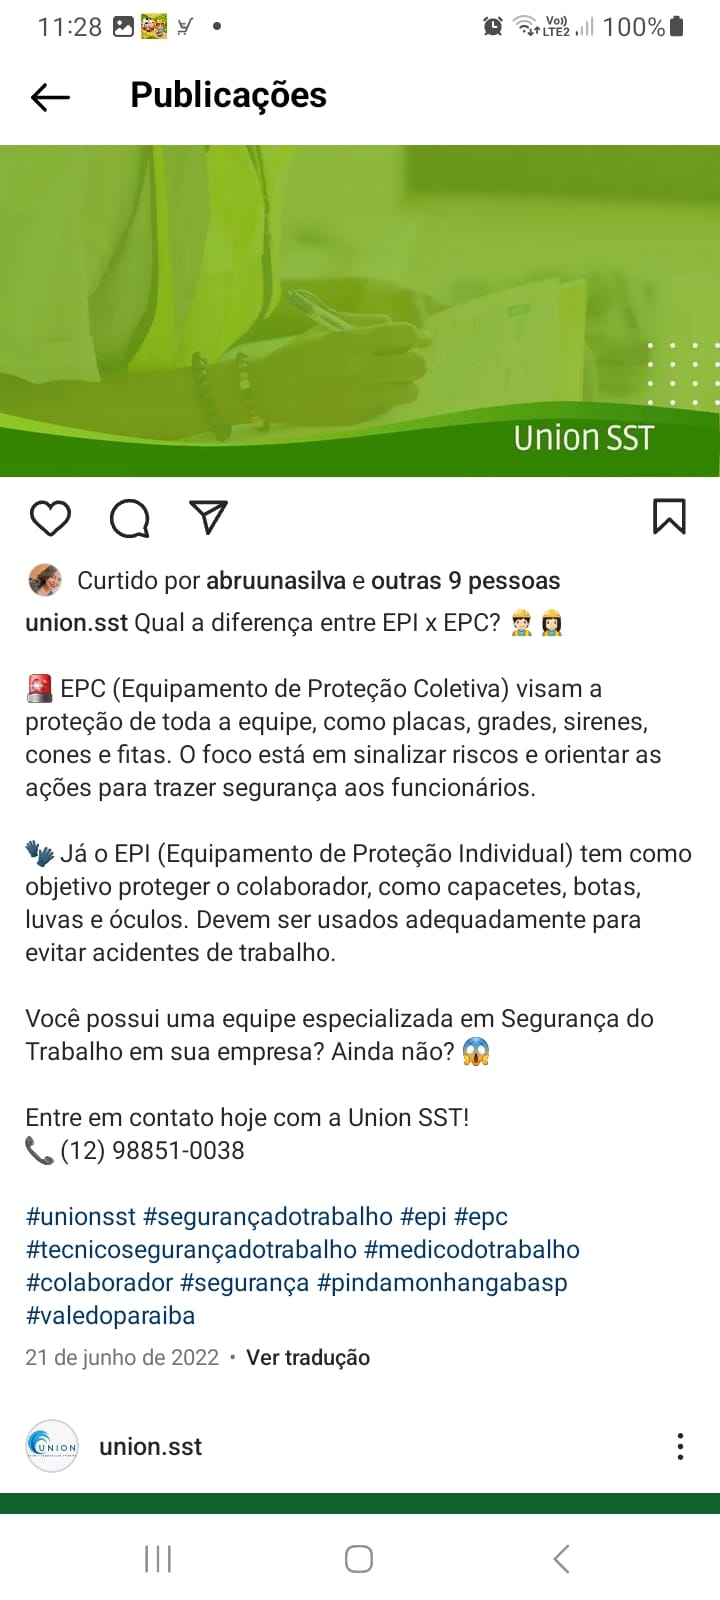 11:28 Vo)) LTE2 100%
Publicações
Union SST
Curtido por abruunasilva e outras 9 pessoas
union.sst Qual a diferença entre EPI x EPC? 👷🏻👷🏻‍♀️
🚨 EPC (Equipamento de Proteção Coletiva) visam a
proteção de toda a equipe, como placas, grades, sirenes,
cones e fitas. O foco está em sinalizar riscos e orientar as
ações para trazer segurança aos funcionários.
🧤 Já o EPI (Equipamento de Proteção Individual) tem como
objetivo proteger o colaborador, como capacetes, botas,
luvas e óculos. Devem ser usados adequadamente para
evitar acidentes de trabalho.
Você possui uma equipe especializada em Segurança do
Trabalho em sua empresa? Ainda não? 😱
Entre em contato hoje com a Union SST!
📞 (12) 98851-0038
#unionsst #segurançadotrabalho #epi #epc
#tecnicosegurançadotrabalho #medicodotrabalho
#colaborador #segurança #pindamonhangabasp
#valedoparaiba
21 de junho de 2022 • Ver tradução
UNION
union.sst